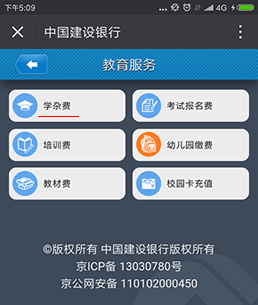 下午5:09
4G
中国建设银行
教育服务
学杂费
考试报名费
培训费
幼儿园缴费
教材费
校园卡充值
©版权所有 中国建设银行版权所有
京ICP备 13030780号
京公网安备 110102000450